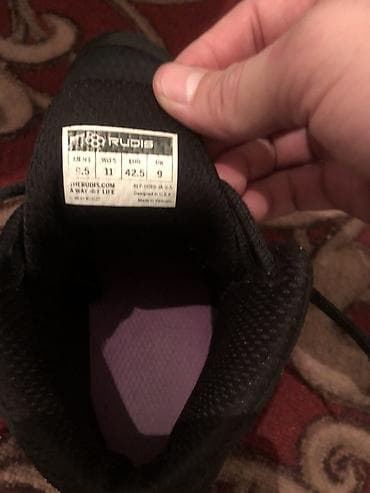 RUDIS
MEN'S WO'S EUR UK
9.5 11 42.5 9
THERUDIS.COM
A WAY OF LIFE
Designed in U.S.A.
Made in Vietnam